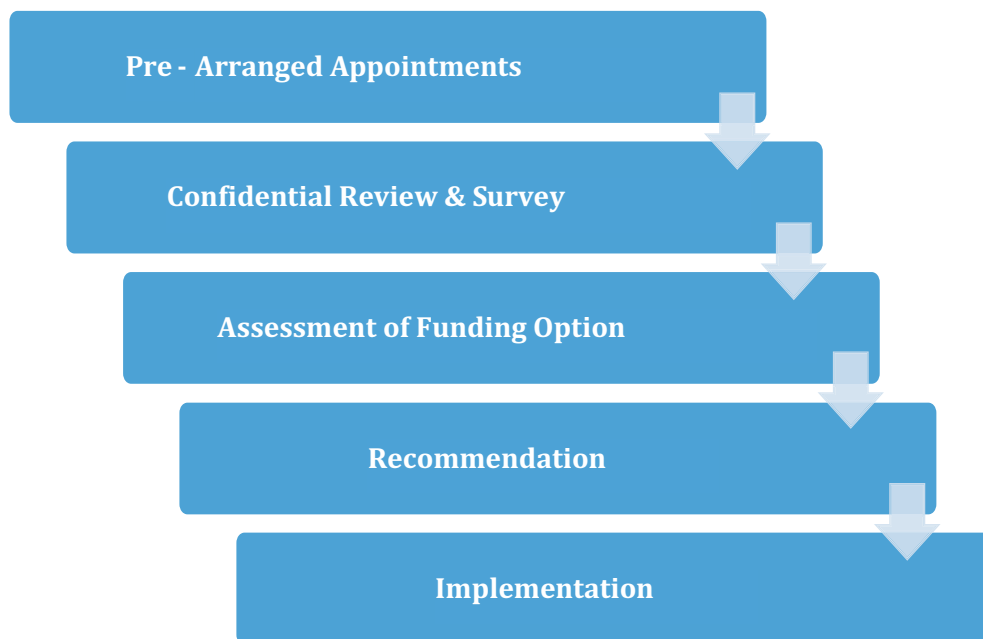 Pre - Arranged Appointments
Confidential Review & Survey
Assessment of Funding Option
Recommendation
Implementation